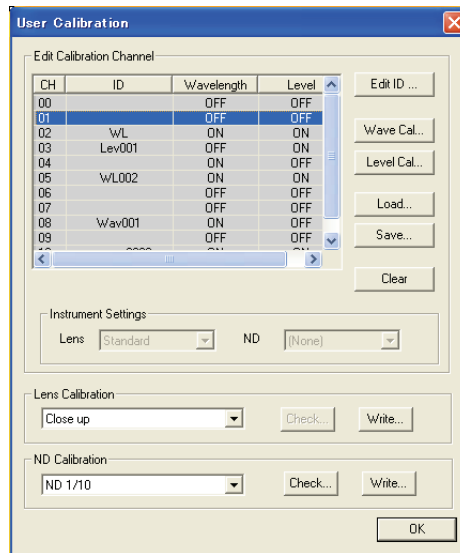 User Calibration
Edit Calibration Channel
CH ID Wavelength Level
00 OFF OFF
01 OFF OFF
02 WL ON ON
03 Lev001 ON ON
04 ON ON
05 WL002 ON ON
06 OFF OFF
07 OFF OFF
08 Wav001 ON OFF
09 OFF OFF
Edit ID ...
Wave Cal...
Level Cal...
Load...
Save...
Clear
Instrument Settings
Lens Standard ND (None)
Lens Calibration
Close up Check... Write...
ND Calibration
ND 1/10 Check... Write...
OK